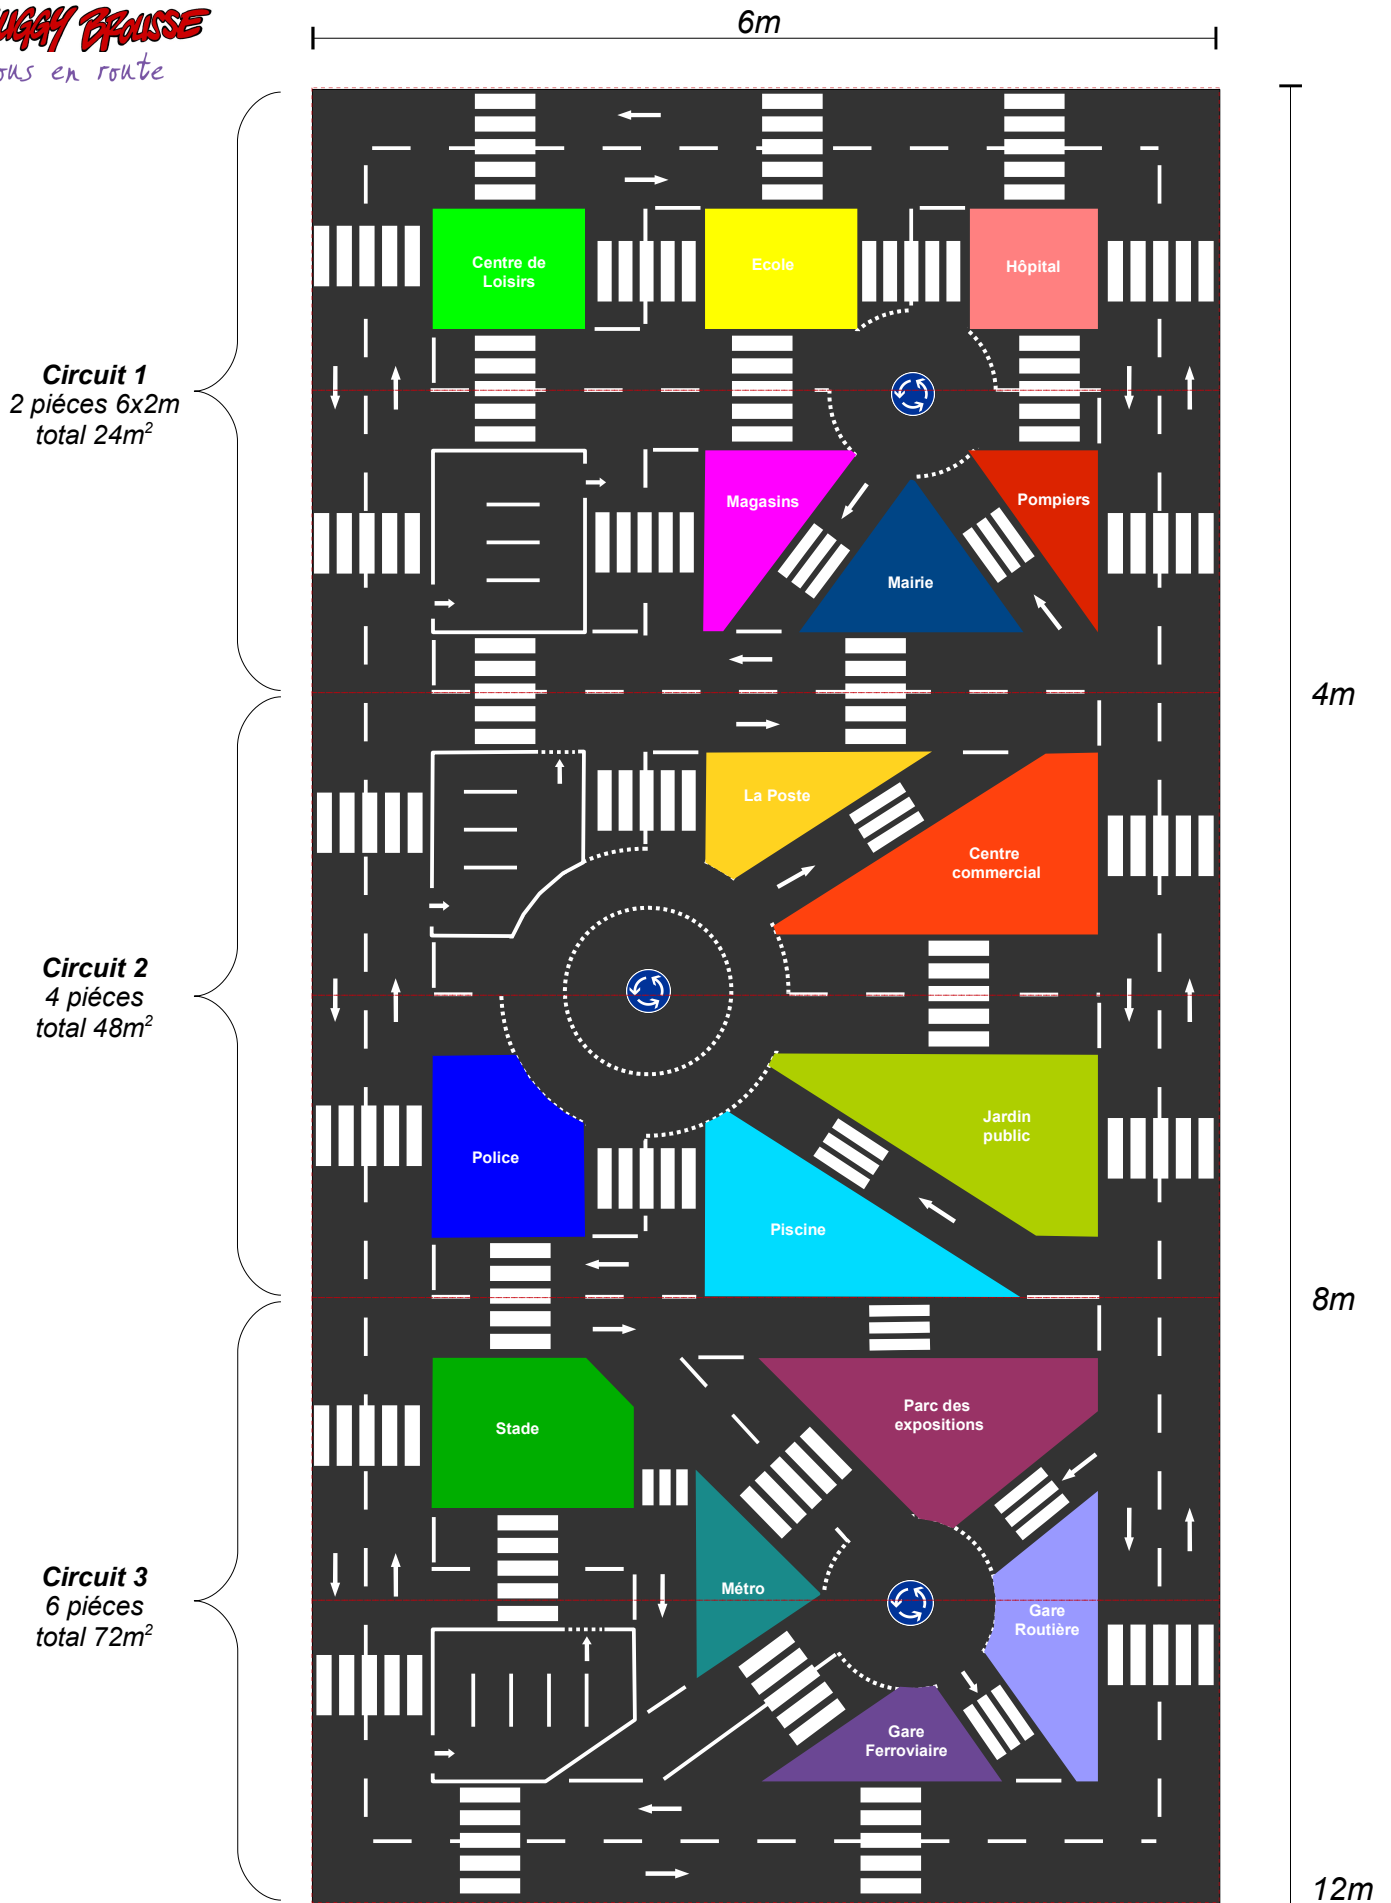 BROUSSE
6m
ous en route
Centre de
Loisirs
Ecole
Hôpital
Circuit 1
2 piéces 6x2m
total 24m²
Magasins
Pompiers
Mairie
4m
La Poste
Centre
commercial
Circuit 2
4 piéces
total 48m²
Jardin
public
Police
Piscine
8m
Parc des
expositions
Stade
Circuit 3
6 piéces
total 72m²
Métro
Gare
Routière
Gare
Ferroviaire
12m